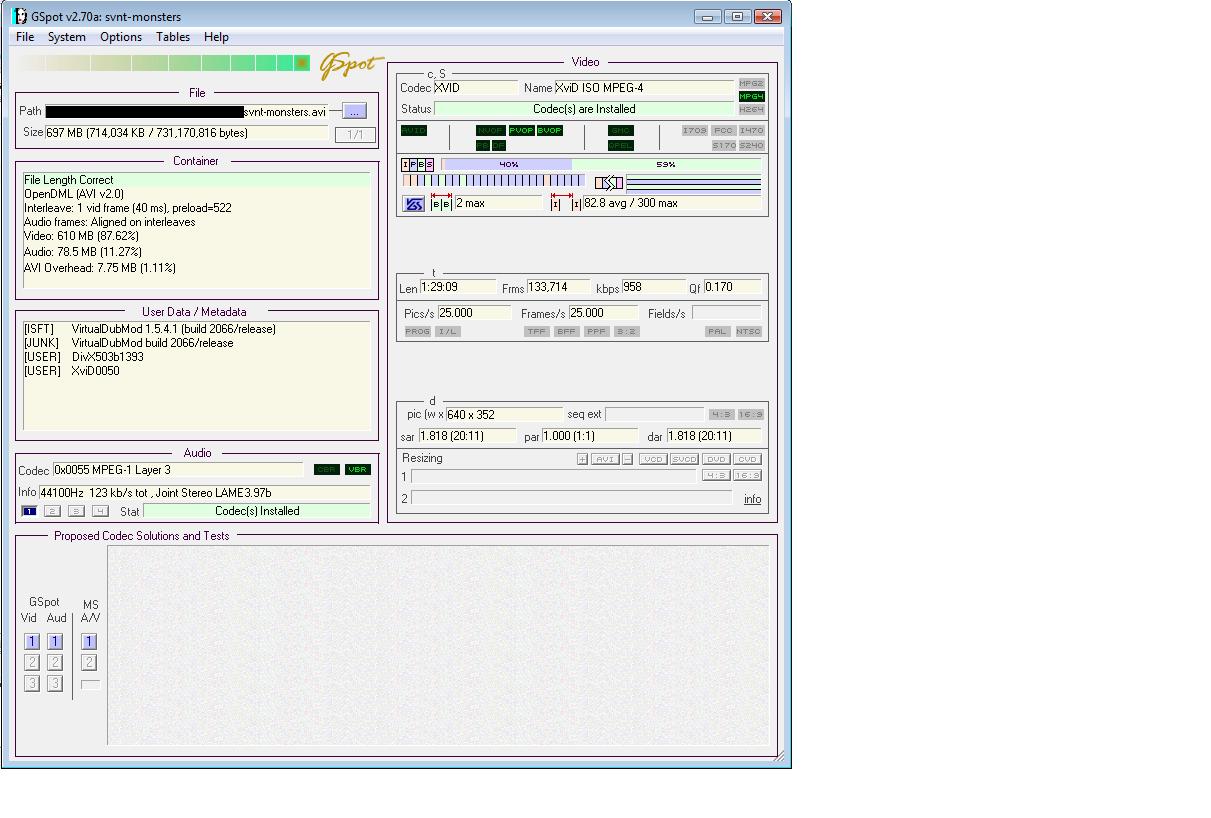 GSpot v2.70a: svnt-monsters
File System Options Tables Help
GSpot
File
Path svnt-monsters.avi ...
Size 697 MB (714,034 KB / 731,170,816 bytes) 1/1
Container
File Length Correct
OpenDML (AVI v2.0)
Interleave: 1 vid frame (40 ms), preload=522
Audio frames: Aligned on interleaves
Video: 610 MB (87.62%)
Audio: 78.5 MB (11.27%)
AVI Overhead: 7.75 MB (1.11%)
User Data / Metadata
[ISFT] VirtualDubMod 1.5.4.1 (build 2066/release)
[JUNK] VirtualDubMod build 2066/release
[USER] DivX503b1393
[USER] XviD0050
Audio
Codec 0x0055 MPEG-1 Layer 3 CBR VBR
Info 44100Hz 123 kb/s tot , Joint Stereo LAME3.97b
1 2 3 4 Stat Codec(s) Installed
Video
c, S
Codec XVID Name XviD ISO MPEG-4 MPG2 MPG4 H264
Status Codec(s) are Installed
AVID NVOP PVOP BVOP GMC I709 FCC I470
PB DF QPEL S170 S240
I P B S 40% 59%
B B 2 max I I 82.8 avg / 300 max
t
Len 1:29:09 Frms 133,714 kbps 958 Qf 0.170
Pics/s 25.000 Frames/s 25.000 Fields/s
PROG I/L TFF BFF PPF 3:2 PAL NTSC
d
pic (w x 640 x 352 seq ext 4:3 16:9
sar 1.818 (20:11) par 1.000 (1:1) dar 1.818 (20:11)
Resizing + AVI - VCD SVCD DVD CVD
1 4:3 16:9
2 info
Proposed Codec Solutions and Tests
GSpot MS
Vid Aud A/V
1 1 1
2 2 2
3 3